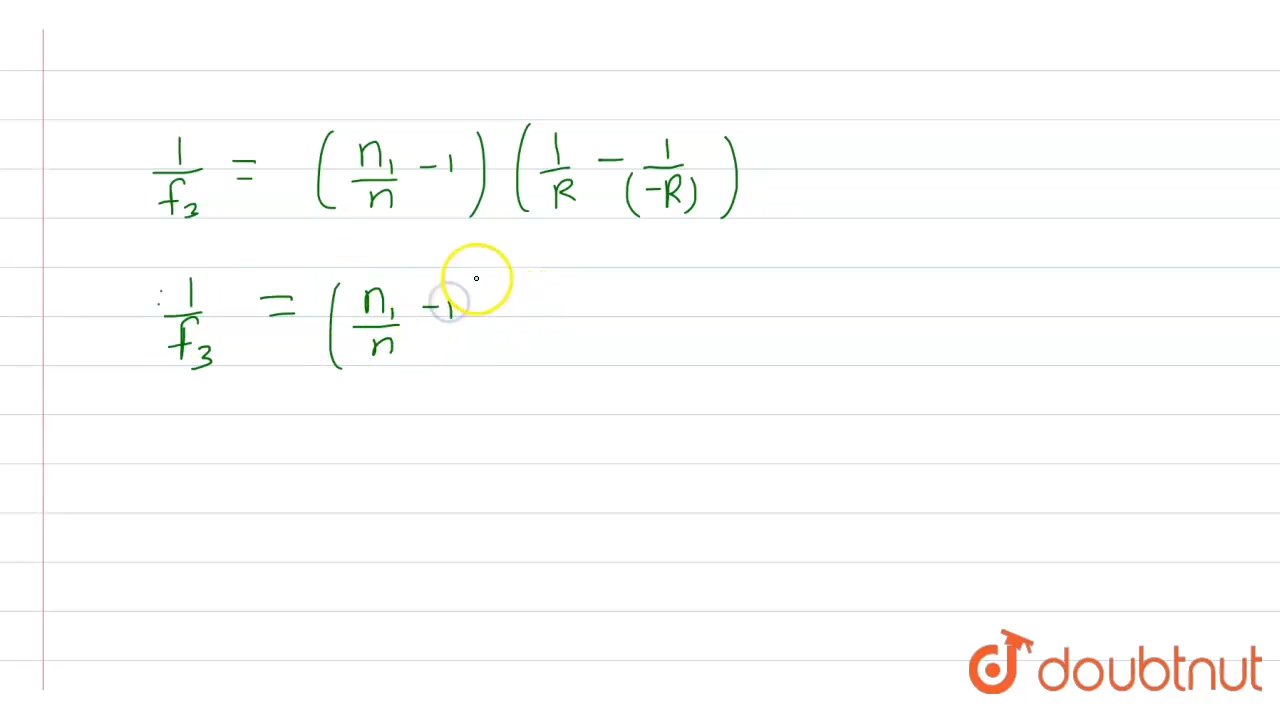 1/f₃ = (n₁/n - 1) (1/R - 1/(-R))
1/f₃ = (n₁/n - 1
doubtnut